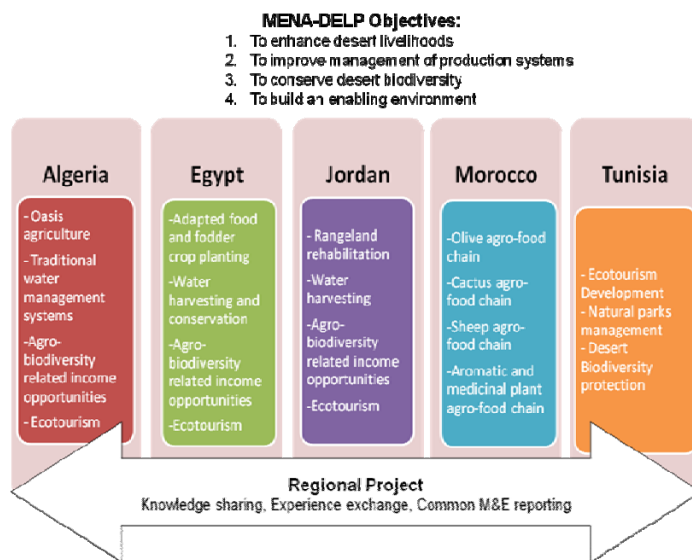 MENA-DELP Objectives:
1. To enhance desert livelihoods
2. To improve management of production systems
3. To conserve desert biodiversity
4. To build an enabling environment
Algeria
- Oasis
agriculture
- Traditional
water
management
systems
-Agro-
biodiversity
related income
opportunities
- Ecotourism
Egypt
-Adapted food
and fodder
crop planting
-Water
harvesting and
conservation
-Agro-
biodiversity
related income
opportunities
-Ecotourism
Jordan
- Rangeland
rehabilitation
-Water
harvesting
-Agro-
biodiversity
related income
opportunities
-Ecotourism
Morocco
-Olive agro-food
chain
-Cactus agro-
food chain
-Sheep agro-
food chain
-Aromatic and
medicinal plant
agro-food chain
Tunisia
- Ecotourism
Development
- Natural parks
management
- Desert
Biodiversity
protection
Regional Project
Knowledge sharing, Experience exchange, Common M&E reporting